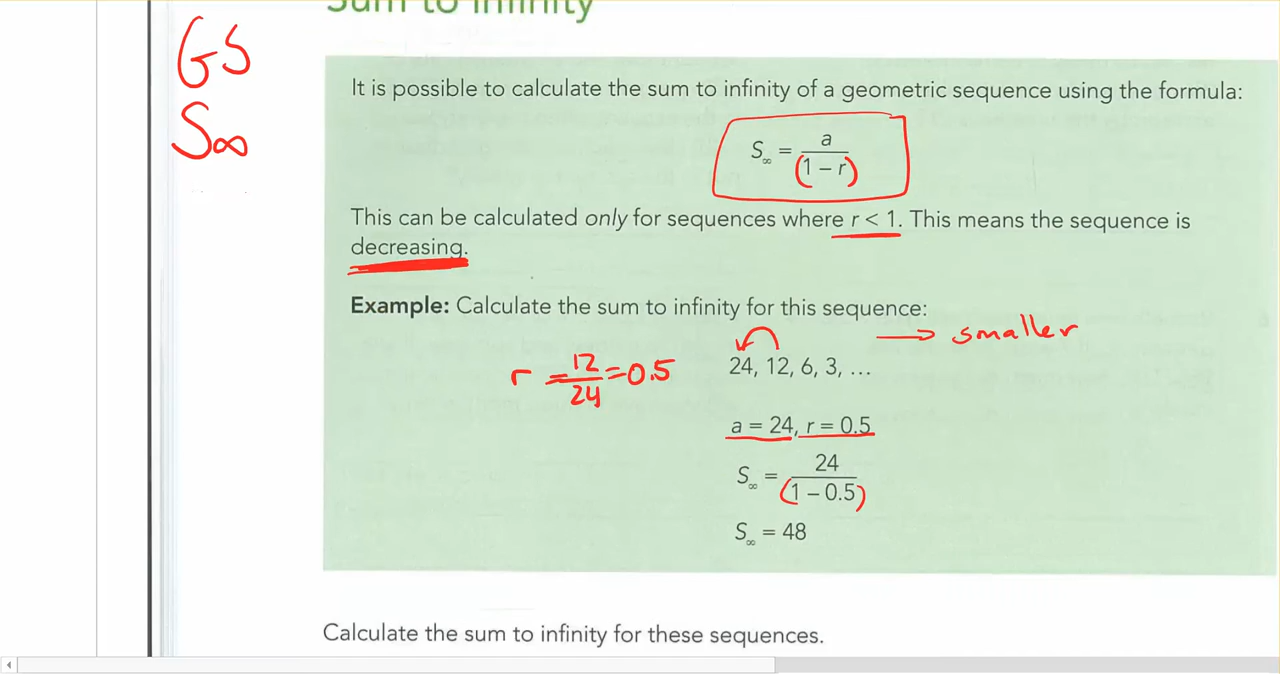 Sum to infinity
GS
S∞
It is possible to calculate the sum to infinity of a geometric sequence using the formula:
S∞ = a / (1 − r)
This can be calculated only for sequences where r < 1. This means the sequence is
decreasing.
Example: Calculate the sum to infinity for this sequence:
→ smaller
r = 12/24 = 0.5
24, 12, 6, 3, ...
a = 24, r = 0.5
S∞ = 24 / (1 − 0.5)
S∞ = 48
Calculate the sum to infinity for these sequences.